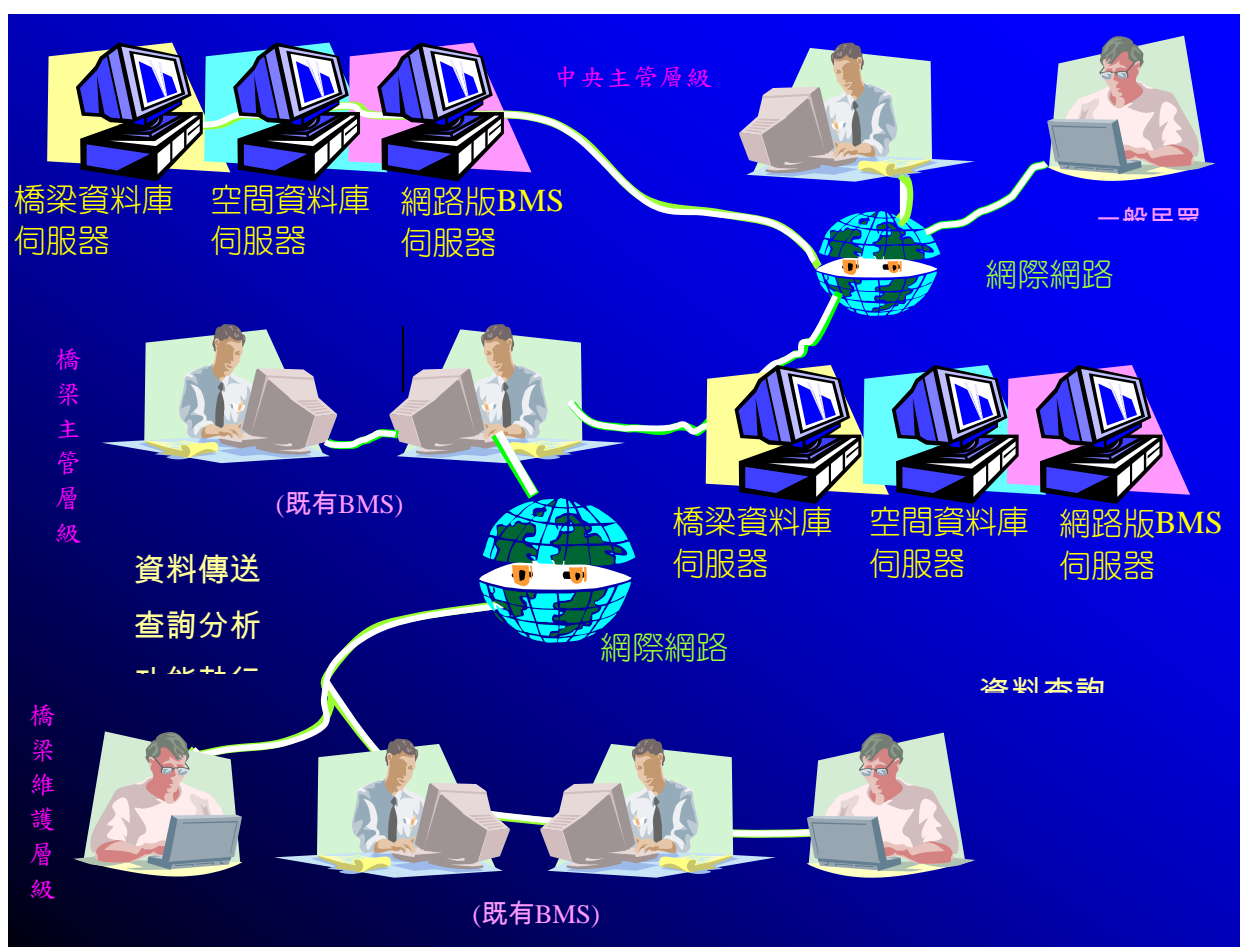 中央主管層級
橋梁資料庫
伺服器
空間資料庫
伺服器
網路版BMS
伺服器
網際網路
橋梁主管層級
(既有BMS)
橋梁資料庫
伺服器
空間資料庫
伺服器
網路版BMS
伺服器
資料傳送
查詢分析
網際網路
資料查詢
橋梁維護層級
(既有BMS)